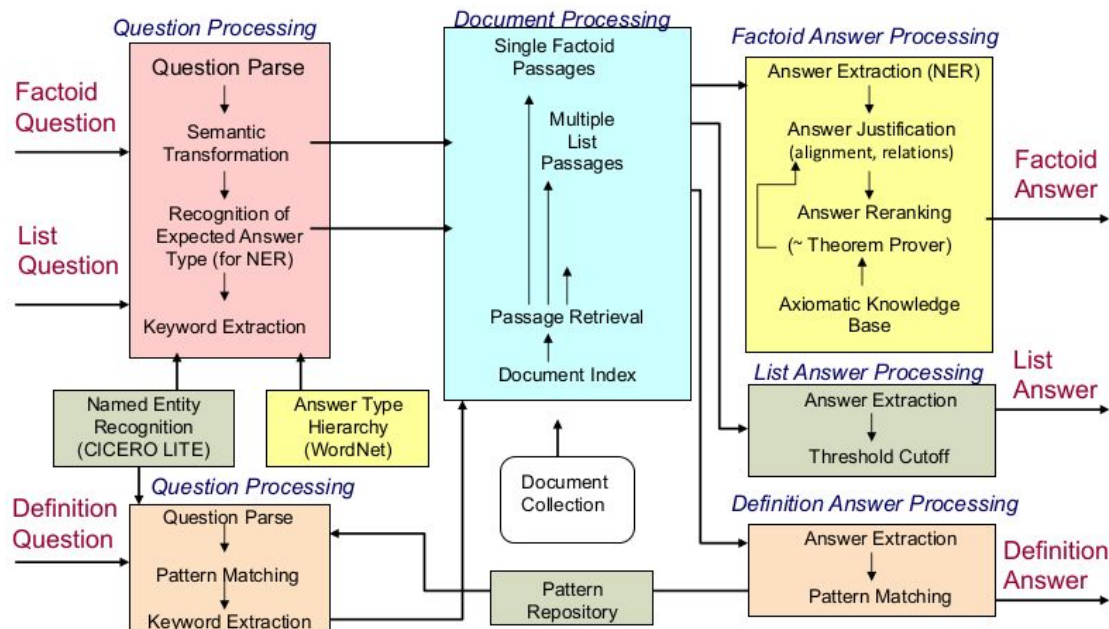 Question Processing
Document Processing
Factoid Answer Processing
Factoid
Question
List
Question
Question Parse
Semantic
Transformation
Recognition of
Expected Answer
Type (for NER)
Keyword Extraction
Single Factoid
Passages
Multiple
List
Passages
Passage Retrieval
Document Index
Answer Extraction (NER)
Answer Justification
(alignment, relations)
Answer Reranking
(~ Theorem Prover)
Axiomatic Knowledge
Base
Factoid
Answer
Named Entity
Recognition
(CICERO LITE)
Answer Type
Hierarchy
(WordNet)
Document
Collection
List Answer Processing
Answer Extraction
Threshold Cutoff
List
Answer
Question Processing
Definition
Question
Question Parse
Pattern Matching
Keyword Extraction
Pattern
Repository
Definition Answer Processing
Answer Extraction
Pattern Matching
Definition
Answer